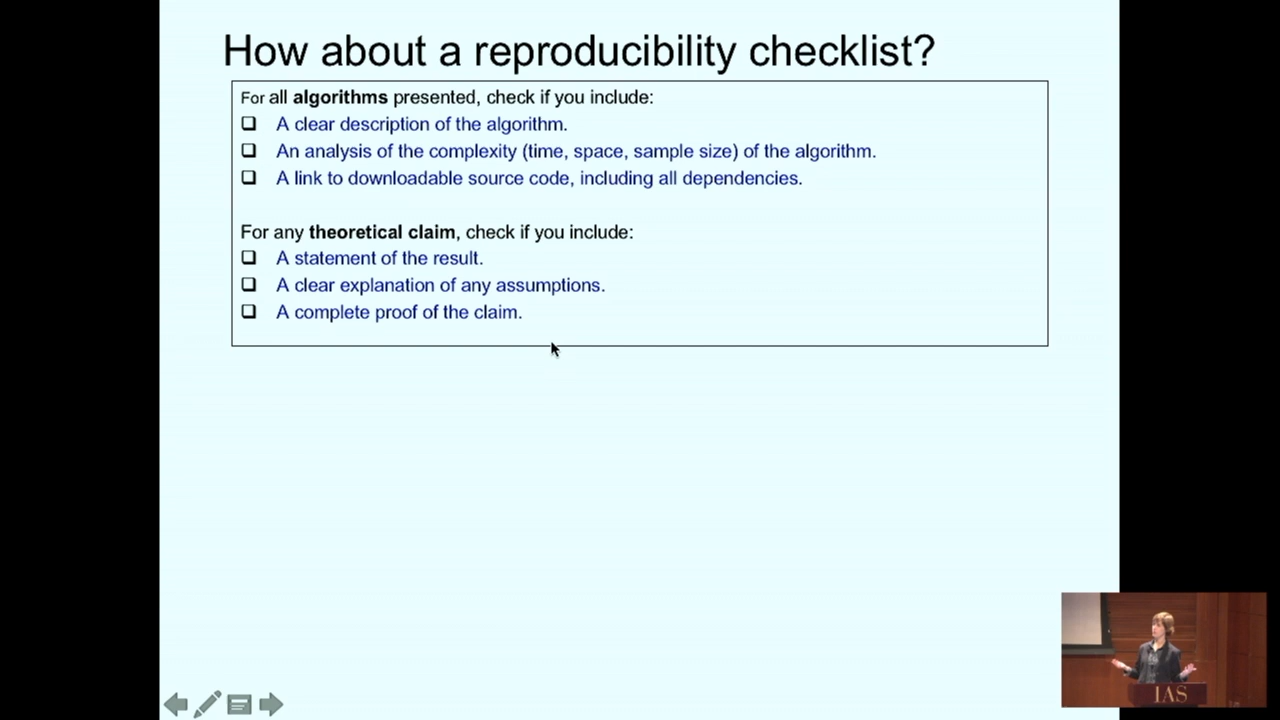 How about a reproducibility checklist?
For all algorithms presented, check if you include:
A clear description of the algorithm.
An analysis of the complexity (time, space, sample size) of the algorithm.
A link to downloadable source code, including all dependencies.
For any theoretical claim, check if you include:
A statement of the result.
A clear explanation of any assumptions.
A complete proof of the claim.
IAS